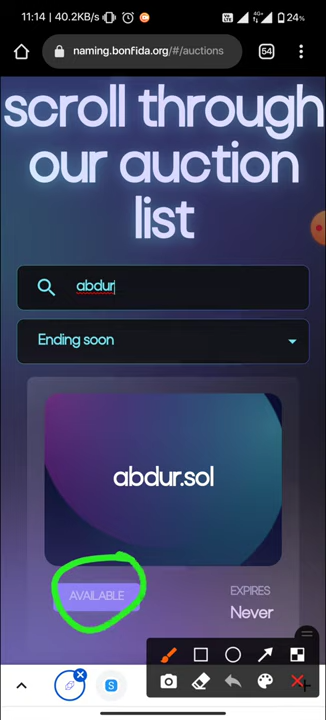 11:14 | 40.2KB/s
4G+
24%
naming.bonfida.org/#/auctions
54
scroll through
our auction
list
abdur
Ending soon
abdur.sol
AVAILABLE
EXPIRES
Never
S